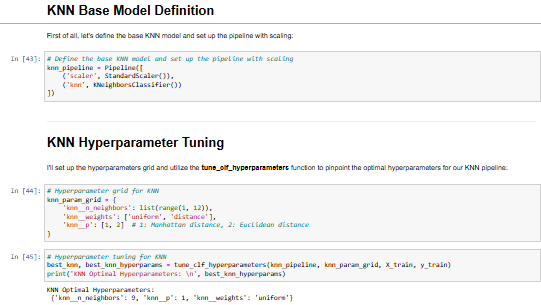 KNN Base Model Definition
First of all, let's define the base KNN model and set up the pipeline with scaling:
In [43]: # Define the base KNN model and set up the pipeline with scaling
knn_pipeline = Pipeline([
('scaler', StandardScaler()),
('knn', KNeighborsClassifier())
])
KNN Hyperparameter Tuning
I'll set up the hyperparameters grid and utilize the tune_clf_hyperparameters function to pinpoint the optimal hyperparameters for our KNN pipeline:
In [44]: # Hyperparameter grid for KNN
knn_param_grid = {
'knn__n_neighbors': list(range(1, 12)),
'knn__weights': ['uniform', 'distance'],
'knn__p': [1, 2]  # 1: Manhattan distance, 2: Euclidean distance
}
In [45]: # Hyperparameter tuning for KNN
best_knn, best_knn_hyperparams = tune_clf_hyperparameters(knn_pipeline, knn_param_grid, X_train, y_train)
print('KNN Optimal Hyperparameters: \n', best_knn_hyperparams)
KNN Optimal Hyperparameters:
{'knn__n_neighbors': 9, 'knn__p': 1, 'knn__weights': 'uniform'}